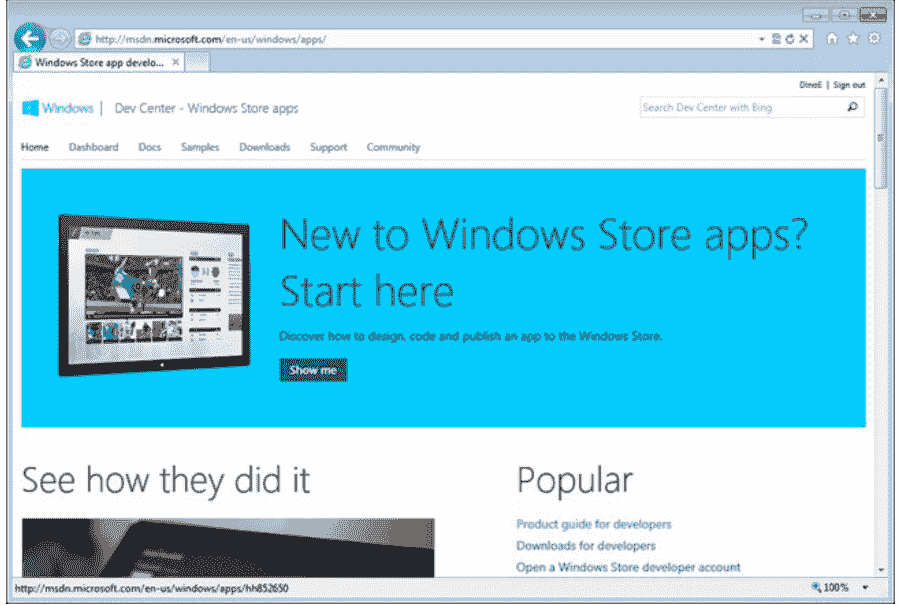 http://msdn.microsoft.com/en-us/windows/apps/
Windows Store app develo...
DinoE | Sign out
Windows | Dev Center - Windows Store apps
Search Dev Center with Bing
Home Dashboard Docs Samples Downloads Support Community
New to Windows Store apps?
Start here
Discover how to design, code and publish an app to the Windows Store.
Show me
See how they did it
Popular
Product guide for developers
Downloads for developers
Open a Windows Store developer account
http://msdn.microsoft.com/en-us/windows/apps/hh852650
100%